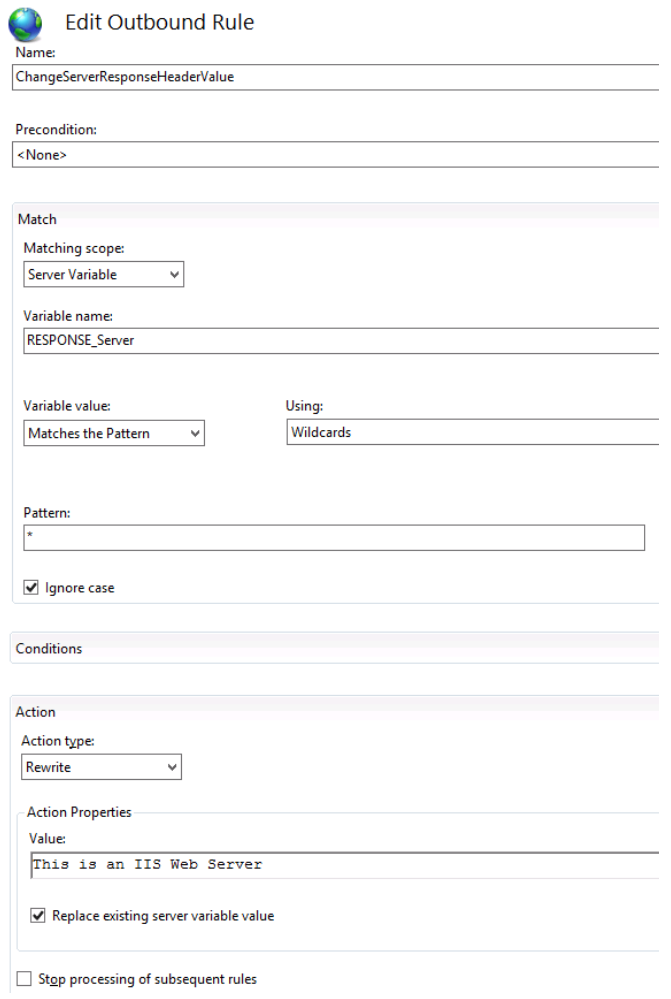 Edit Outbound Rule
Name:
ChangeServerResponseHeaderValue
Precondition:
<None>
Match
Matching scope:
Server Variable
Variable name:
RESPONSE_Server
Variable value: Using:
Matches the Pattern Wildcards
Pattern:
*
Ignore case
Conditions
Action
Action type:
Rewrite
Action Properties
Value:
This is an IIS Web Server
Replace existing server variable value
Stop processing of subsequent rules